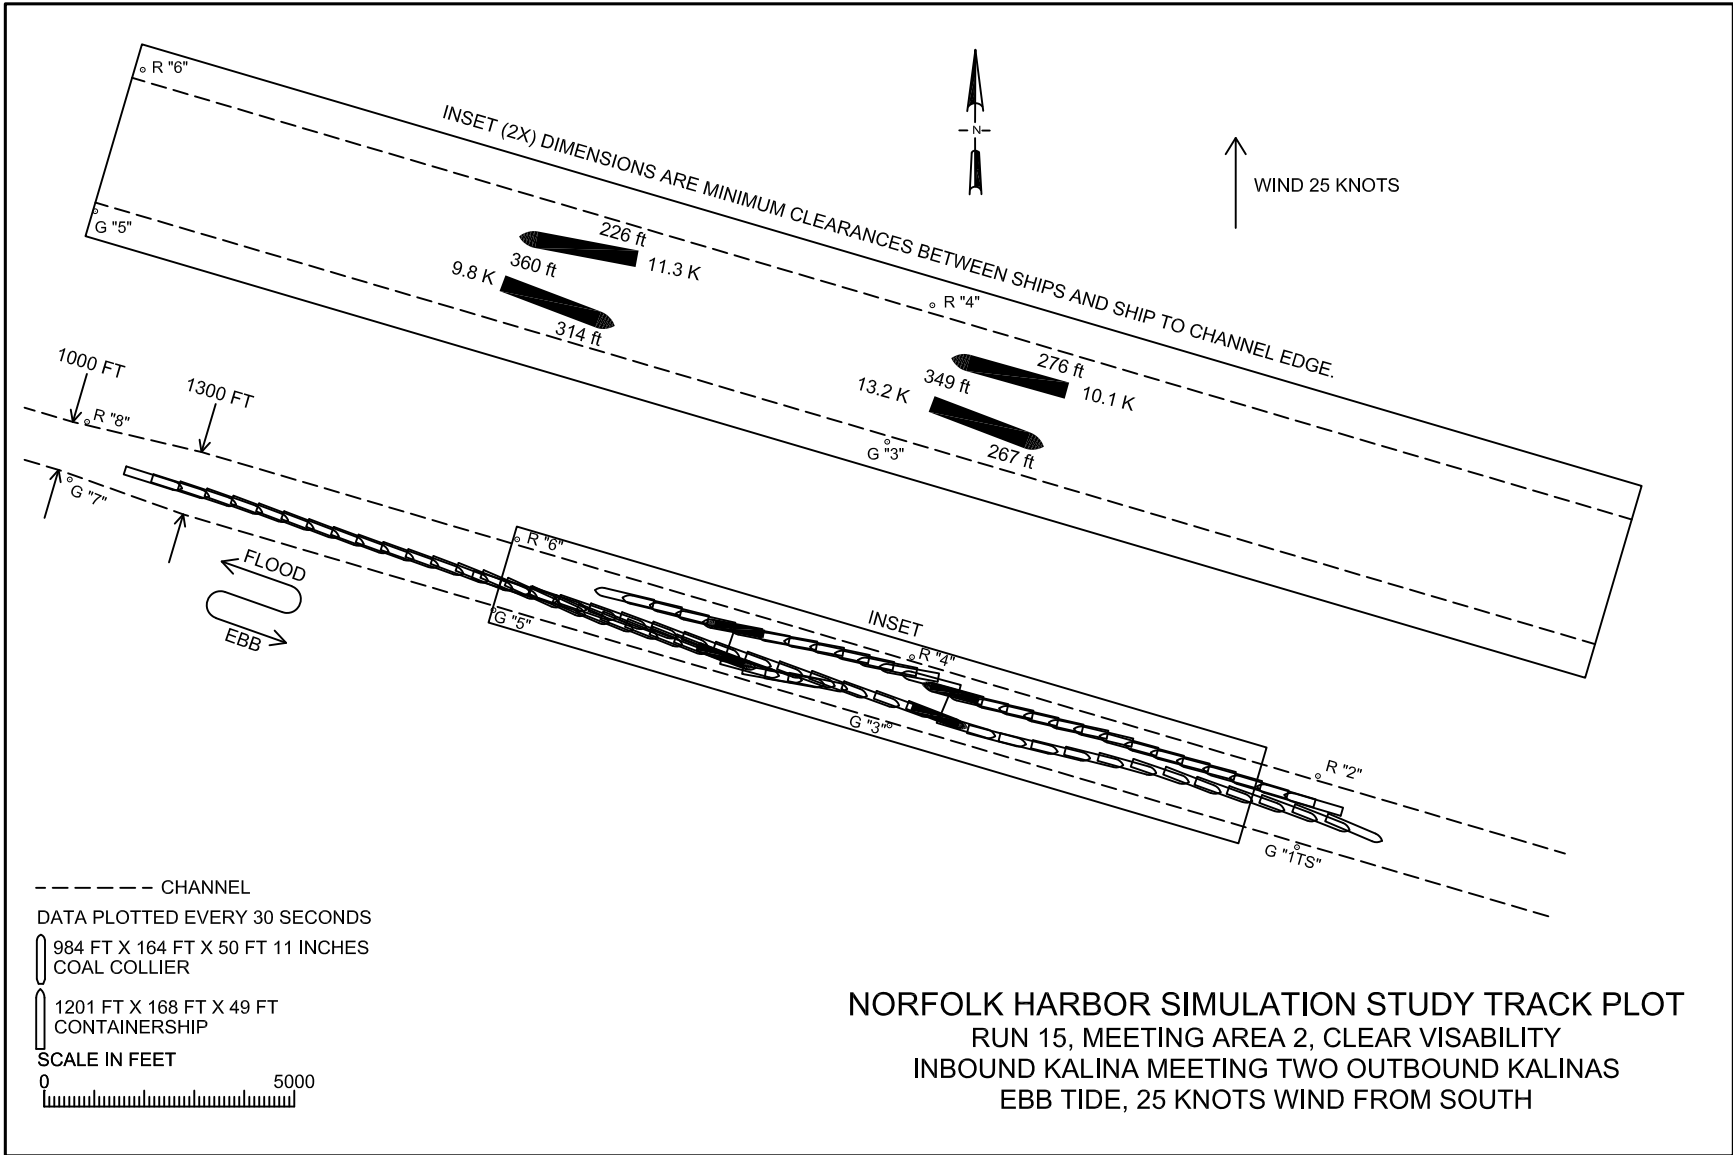 R "6"
INSET (2X) DIMENSIONS ARE MINIMUM CLEARANCES BETWEEN SHIPS AND SHIP TO CHANNEL EDGE.
N
WIND 25 KNOTS
G "5"
226 ft
11.3 K
360 ft
9.8 K
314 ft
R "4"
276 ft
10.1 K
349 ft
13.2 K
267 ft
G "3"
1000 FT
1300 FT
R "8"
G "7"
FLOOD
EBB
R "6"
G "5"
INSET
R "4"
G "3"
R "2"
G "1TS"
CHANNEL
DATA PLOTTED EVERY 30 SECONDS
984 FT X 164 FT X 50 FT 11 INCHES
COAL COLLIER
1201 FT X 168 FT X 49 FT
CONTAINERSHIP
SCALE IN FEET
0 5000
NORFOLK HARBOR SIMULATION STUDY TRACK PLOT
RUN 15, MEETING AREA 2, CLEAR VISABILITY
INBOUND KALINA MEETING TWO OUTBOUND KALINAS
EBB TIDE, 25 KNOTS WIND FROM SOUTH